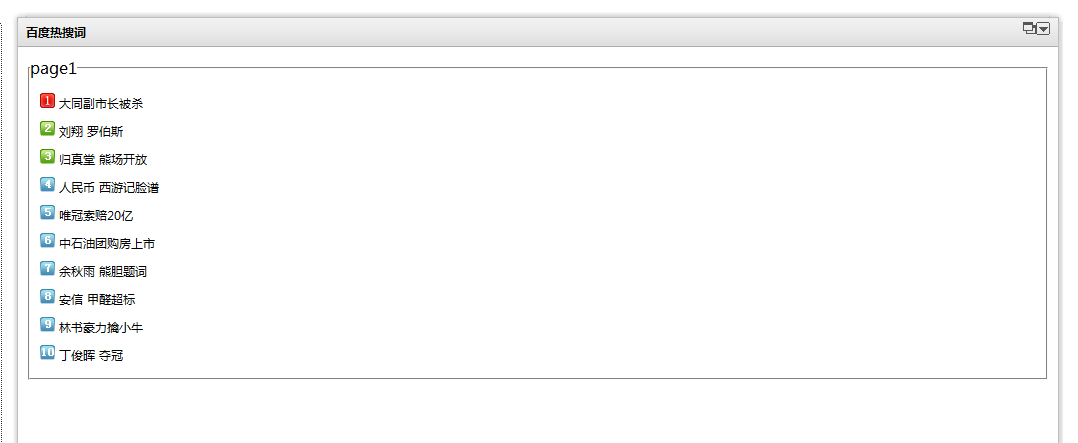 百度热搜词
page1
1 大同副市长被杀
2 刘翔 罗伯斯
3 归真堂 熊场开放
4 人民币 西游记脸谱
5 唯冠索赔20亿
6 中石油团购房上市
7 余秋雨 熊胆题词
8 安信 甲醛超标
9 林书豪力擒小牛
10 丁俊晖 夺冠